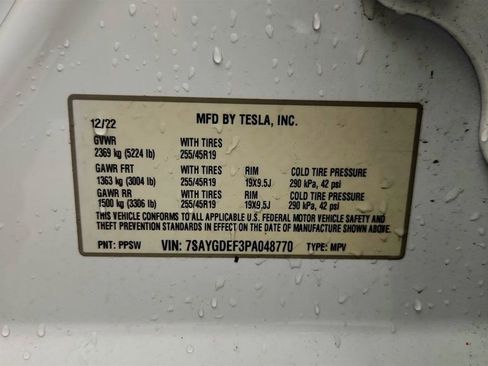 12/22 MFD BY TESLA, INC.
GVWR WITH TIRES
2369 kg (5224 lb) 255/45R19
GAWR FRT WITH TIRES RIM COLD TIRE PRESSURE
1363 kg (3004 lb) 255/45R19 19X9.5J 290 kPa, 42 psi
GAWR RR WITH TIRES RIM COLD TIRE PRESSURE
1500 kg (3306 lb) 255/45R19 19X9.5J 290 kPa, 42 psi
THIS VEHICLE CONFORMS TO ALL APPLICABLE U.S. FEDERAL MOTOR VEHICLE SAFETY AND
THEFT PREVENTION STANDARDS IN EFFECT ON THE DATE OF MANUFACTURE SHOWN ABOVE.
PNT: PPSW VIN: 7SAYGDEF3PA048770 TYPE: MPV